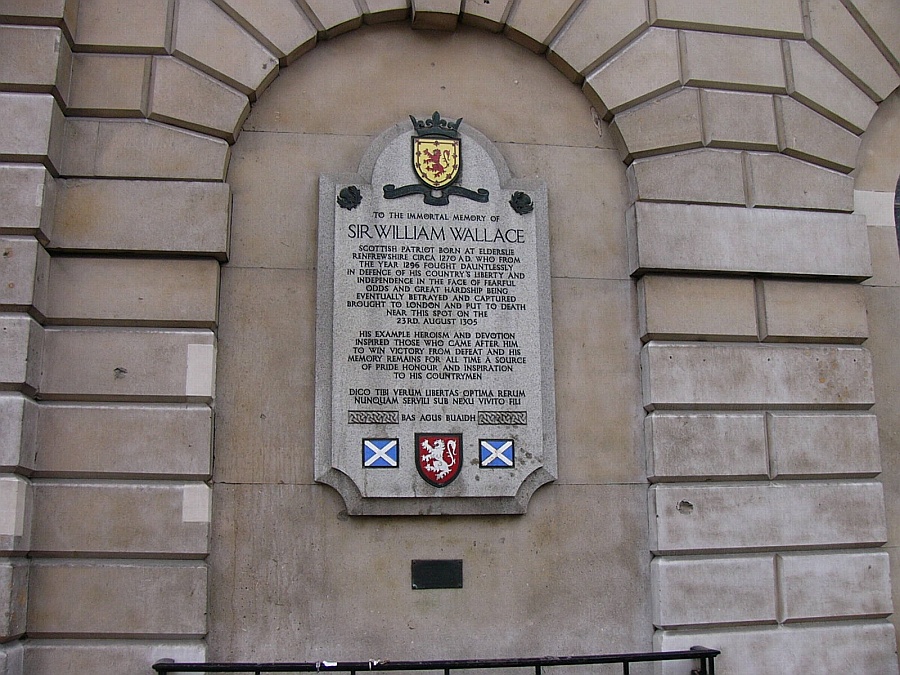 TO THE IMMORTAL MEMORY OF
SIR WILLIAM WALLACE
SCOTTISH PATRIOT BORN AT ELDERSLIE
RENFREWSHIRE CIRCA 1270 A.D. WHO FROM
THE YEAR 1296 FOUGHT DAUNTLESSLY
IN DEFENCE OF HIS COUNTRY'S LIBERTY AND
INDEPENDENCE IN THE FACE OF FEARFUL
ODDS AND GREAT HARDSHIP BEING
EVENTUALLY BETRAYED AND CAPTURED
BROUGHT TO LONDON AND PUT TO DEATH
NEAR THIS SPOT ON THE
23RD. AUGUST 1305
HIS EXAMPLE HEROISM AND DEVOTION
INSPIRED THOSE WHO CAME AFTER HIM
TO WIN VICTORY FROM DEFEAT AND HIS
MEMORY REMAINS FOR ALL TIME A SOURCE
OF PRIDE HONOUR AND INSPIRATION
TO HIS COUNTRYMEN
DICO TIBI VERUM LIBERTAS OPTIMA RERUM
NUNQUAM SERVILI SUB NEXU VIVITO FILI
BAS AGUS BUAIDH